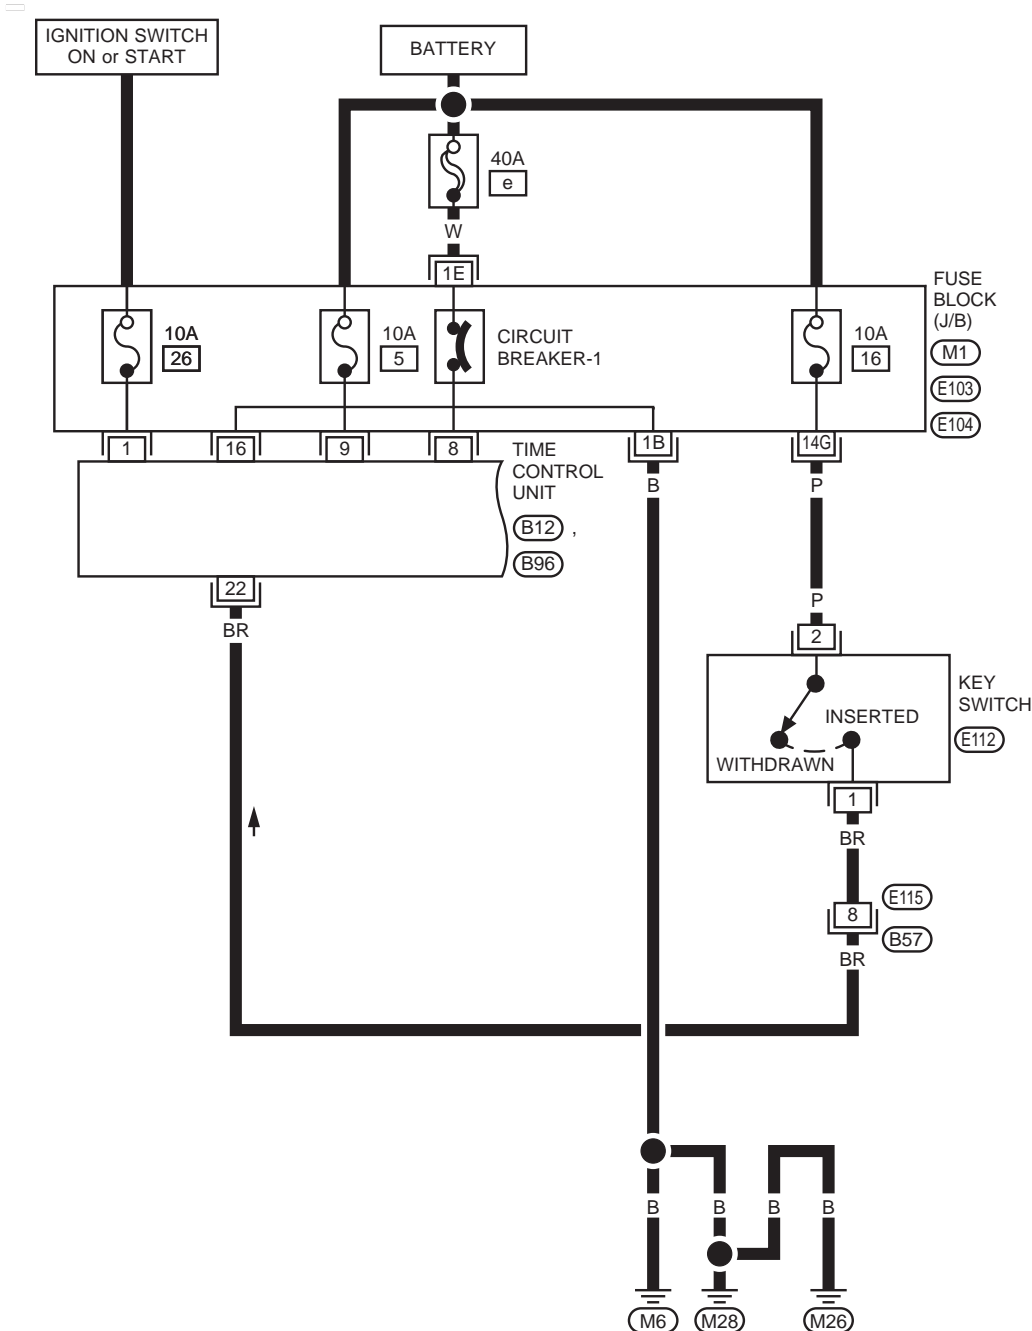 IGNITION SWITCH
ON or START
BATTERY
40A
e
W
1E
FUSE
BLOCK
(J/B)
M1
E103
E104
10A
26
10A
5
CIRCUIT
BREAKER-1
10A
16
1
16
9
8
1B
14G
TIME
CONTROL
UNIT
B12 ,
B96
B
P
22
BR
P
2
KEY
SWITCH
E112
INSERTED
WITHDRAWN
1
BR
8
E115
B57
BR
B
B
B
B
M6
M28
M26